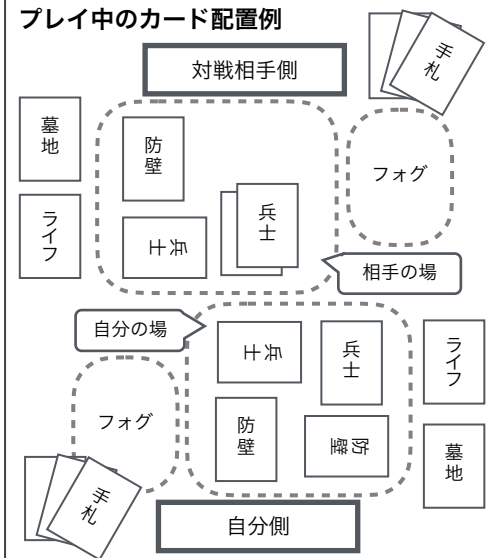 プレイ中のカード配置例
手札
対戦相手側
墓地
防壁
フォグ
ライフ
兵士
兵士
相手の場
自分の場
兵士
兵士
ライフ
フォグ
防壁
防壁
墓地
手札
自分側